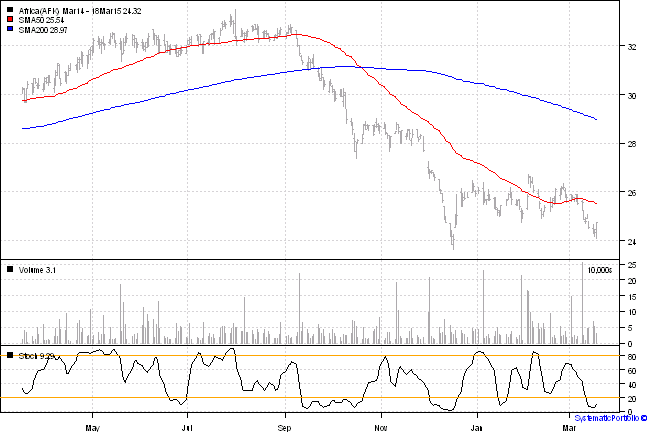 Africa(AFK) Mar14 - 18Mar15 24.32
SMA50 25.54
SMA200 28.97
32
30
28
26
24
Volume 3.1
10,000s
25
20
15
10
5
0
Stoch 9.29
80
60
40
20
0
May Jul Sep Nov Jan Mar
SystematicPortfolio ©